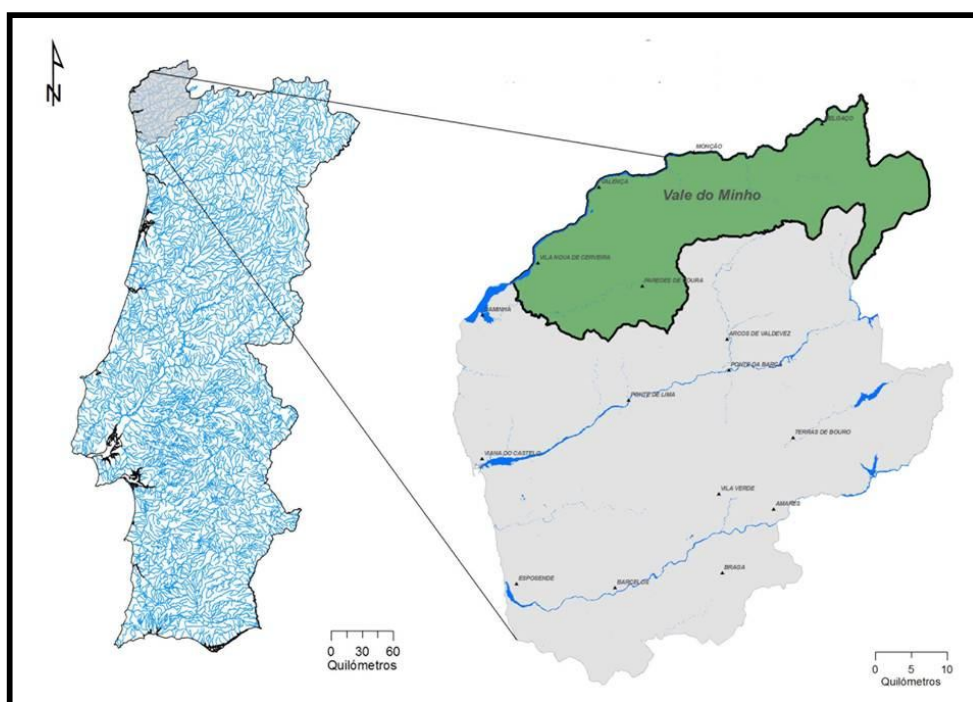 N
MONÇÃO
VALENÇA
Vale do Minho
VILA NOVA DE CERVEIRA
PAREDES DE COURA
CAMINHA
ARCOS DE VALDEVEZ
PONTE DA BARCA
PONTE DE LIMA
TERRAS DE BOURO
VIANA DO CASTELO
VILA VERDE
AMARES
BRAGA
ESPOSENDE
BARCELOS
0 30 60
Quilómetros
0 5 10
Quilómetros